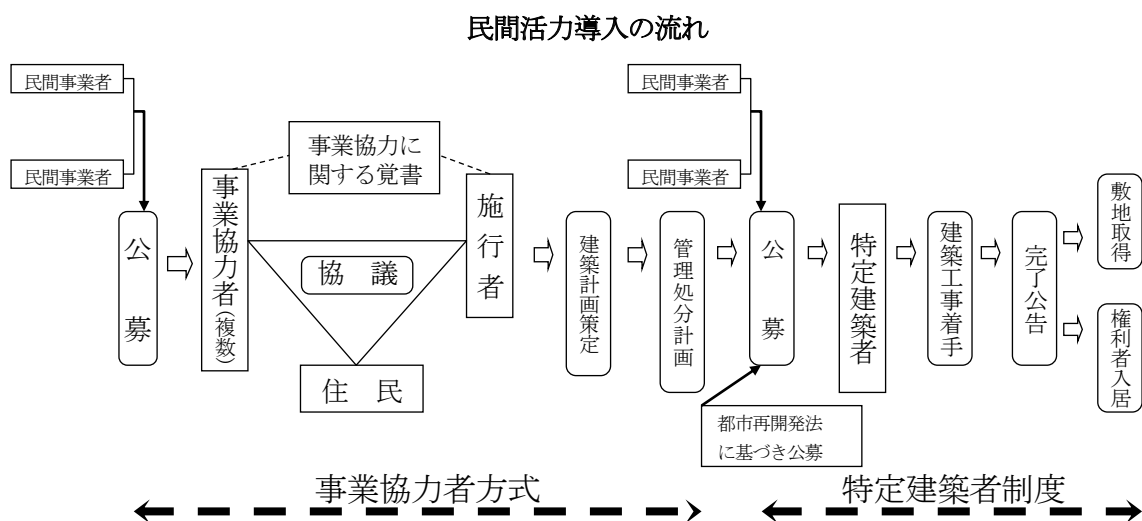 民間活力導入の流れ
民間事業者
民間事業者
公募
事業協力者(複数)
事業協力に
関する覚書
施行者
協議
住民
建築計画策定
管理処分計画
民間事業者
民間事業者
公募
都市再開発法
に基づき公募
特定建築者
建築工事着手
完了公告
敷地取得
権利者入居
事業協力者方式
特定建築者制度